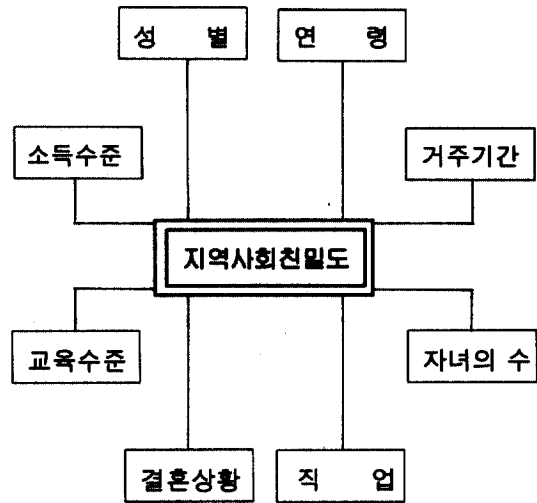 성 별
연 령
소득수준
거주기간
지역사회친밀도
교육수준
자녀의 수
결혼상황
직 업